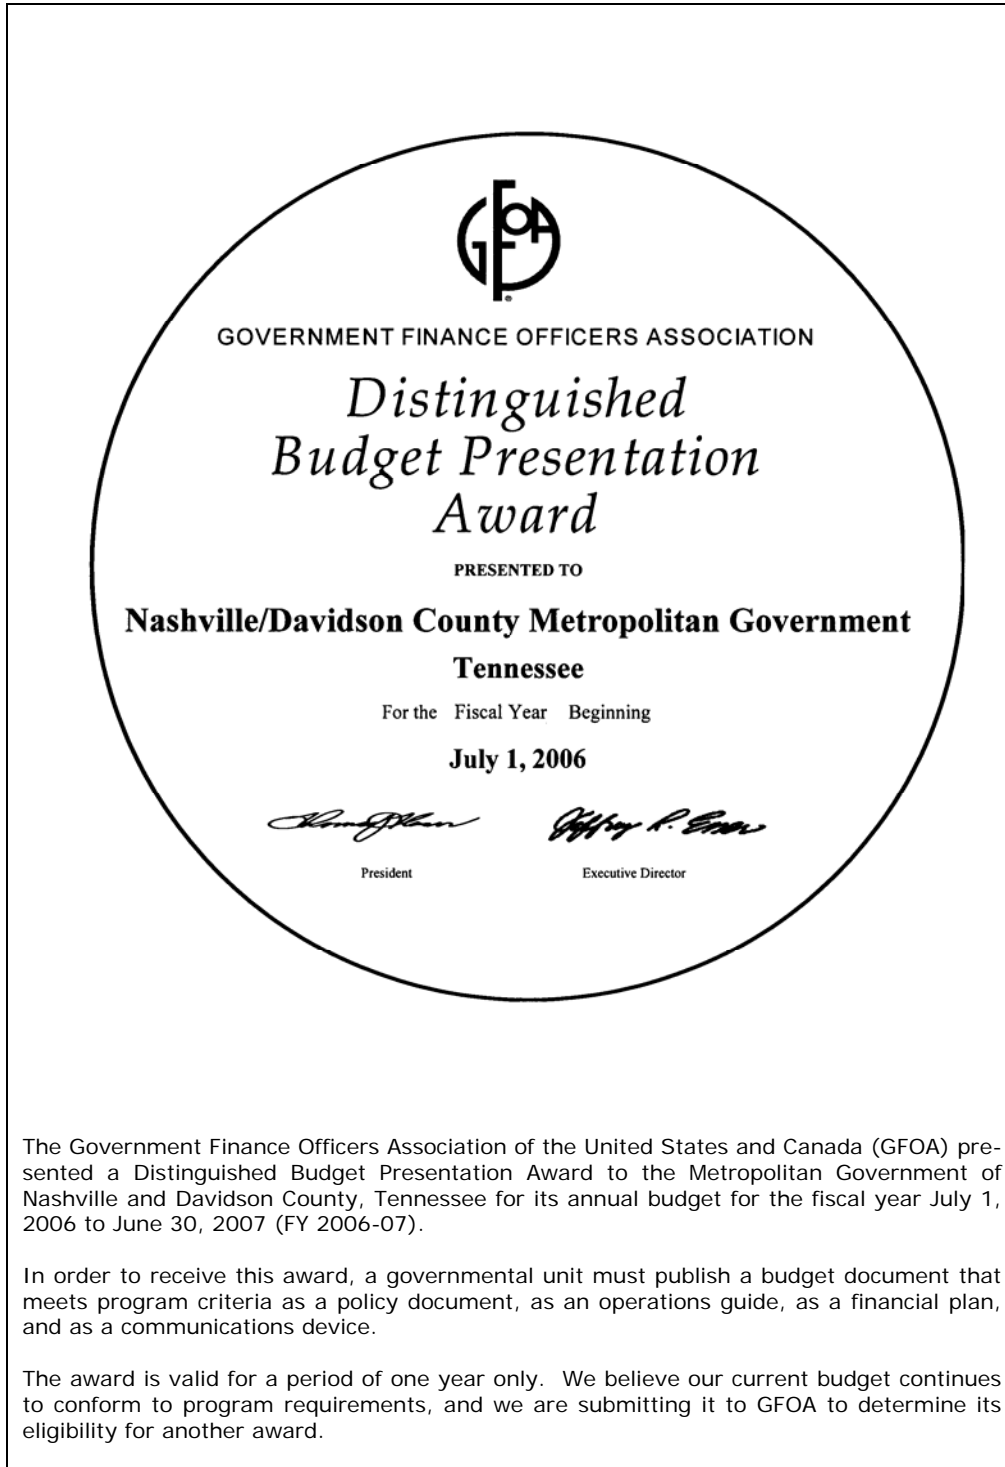 GFOA
GOVERNMENT FINANCE OFFICERS ASSOCIATION
Distinguished
Budget Presentation
Award
PRESENTED TO
Nashville/Davidson County Metropolitan Government
Tennessee
For the Fiscal Year Beginning
July 1, 2006
President Executive Director
The Government Finance Officers Association of the United States and Canada (GFOA) pre-
sented a Distinguished Budget Presentation Award to the Metropolitan Government of
Nashville and Davidson County, Tennessee for its annual budget for the fiscal year July 1,
2006 to June 30, 2007 (FY 2006-07).
In order to receive this award, a governmental unit must publish a budget document that
meets program criteria as a policy document, as an operations guide, as a financial plan,
and as a communications device.
The award is valid for a period of one year only. We believe our current budget continues
to conform to program requirements, and we are submitting it to GFOA to determine its
eligibility for another award.